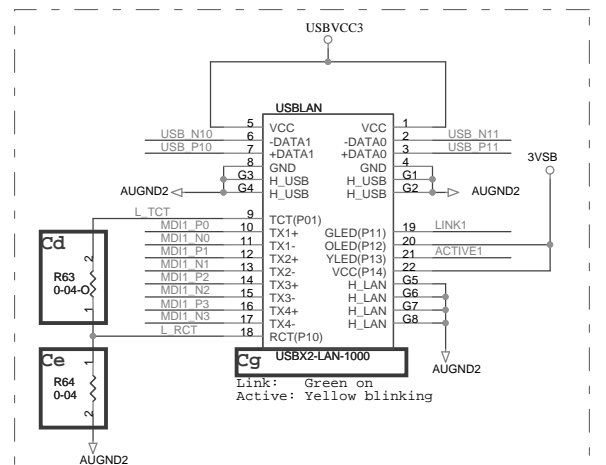 USBVCC3
USBLAN
5 VCC VCC 1
USB_N10 6 -DATA1 -DATA0 2 USB_N11
USB_P10 7 +DATA1 +DATA0 3 USB_P11
8 GND GND 4
G3 H_USB H_USB G1
G4 H_USB H_USB G2
AUGND2 AUGND2
3VSB
L_TCT 9 TCT(P01)
MDI1_P0 10 TX1+ GLED(P11) 19 LINK1
MDI1_N0 11 TX1- OLED(P12) 20
MDI1_P1 12 TX2+ YLED(P13) 21 ACTIVE1
MDI1_N1 13 TX2- VCC(P14) 22
MDI1_P2 14 TX3+ H_LAN G5
MDI1_N2 15 TX3- H_LAN G6
MDI1_P3 16 TX4+ H_LAN G7
MDI1_N3 17 TX4- H_LAN G8
L_RCT 18 RCT(P10)
AUGND2
Cd
2
R63
0-04-O
1
Ce
1
R64
0-04
2
AUGND2
Cg USBX2-LAN-1000
Link: Green on
Active: Yellow blinking